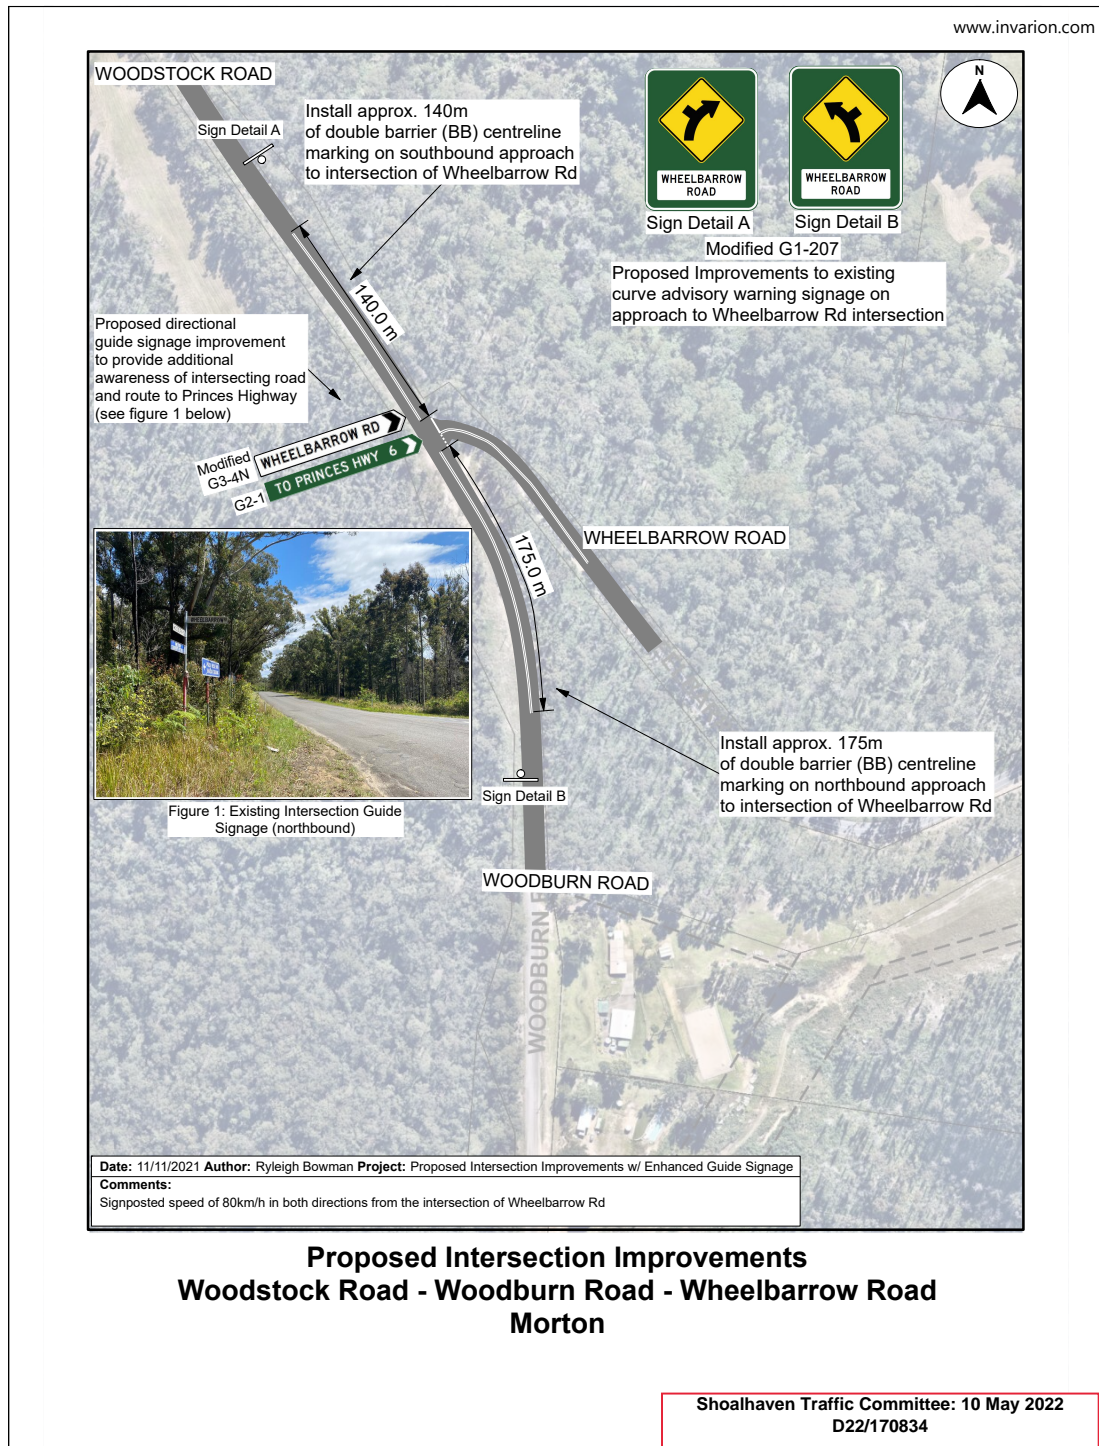 www.invarion.com
WOODSTOCK ROAD
Sign Detail A
Install approx. 140m
of double barrier (BB) centreline
marking on southbound approach
to intersection of Wheelbarrow Rd
WHEELBARROW
ROAD
Sign Detail A
WHEELBARROW
ROAD
Sign Detail B
N
Modified G1-207
Proposed Improvements to existing
curve advisory warning signage on
approach to Wheelbarrow Rd intersection
140.0 m
Proposed directional
guide signage improvement
to provide additional
awareness of intersecting road
and route to Princes Highway
(see figure 1 below)
Modified
G3-4N
WHEELBARROW RD
G2-1
TO PRINCES HWY 6
175.0 m
WHEELBARROW ROAD
WHEELBARROW
Figure 1: Existing Intersection Guide
Signage (northbound)
Install approx. 175m
of double barrier (BB) centreline
marking on northbound approach
to intersection of Wheelbarrow Rd
Sign Detail B
WOODBURN ROAD
WOODBURN R
Date: 11/11/2021 Author: Ryleigh Bowman Project: Proposed Intersection Improvements w/ Enhanced Guide Signage
Comments:
Signposted speed of 80km/h in both directions from the intersection of Wheelbarrow Rd
Proposed Intersection Improvements
Woodstock Road - Woodburn Road - Wheelbarrow Road
Morton
Shoalhaven Traffic Committee: 10 May 2022
D22/170834